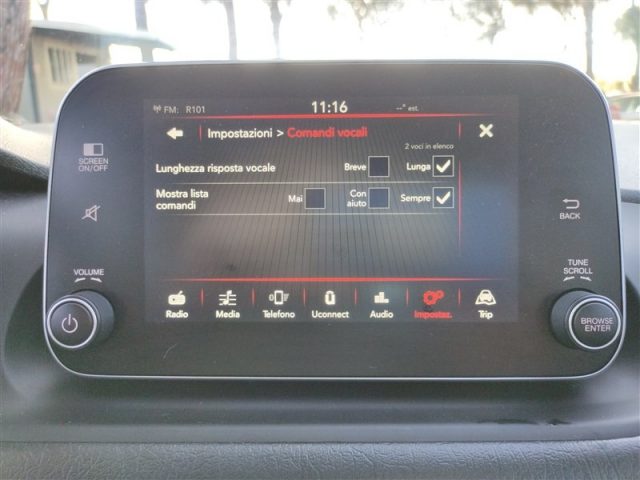 FM: R101 11:16 --° est.
Impostazioni > Comandi vocali
2 voci in elenco
Lunghezza risposta vocale Breve Lunga
Mostra lista comandi Mai Con aiuto Sempre
Radio Media Telefono Uconnect Audio Impostaz. Trip
SCREEN ON/OFF
VOLUME
BACK
TUNE SCROLL
BROWSE ENTER